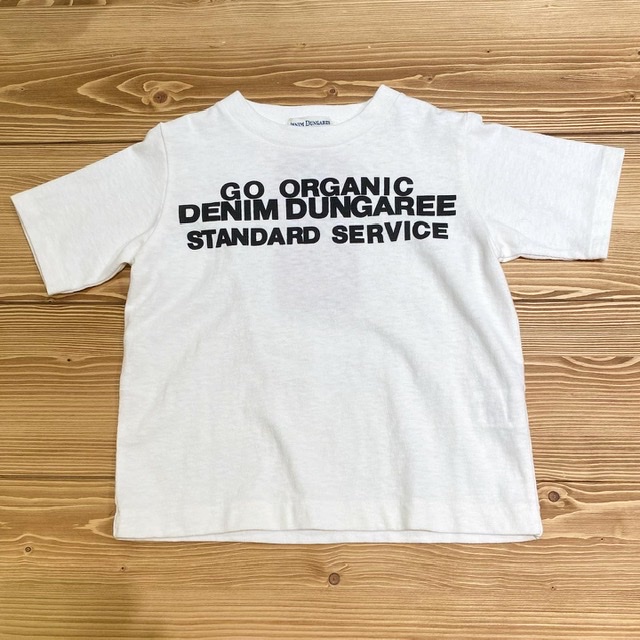 DENIM DUNGAREE
GO ORGANIC
DENIM DUNGAREE
STANDARD SERVICE